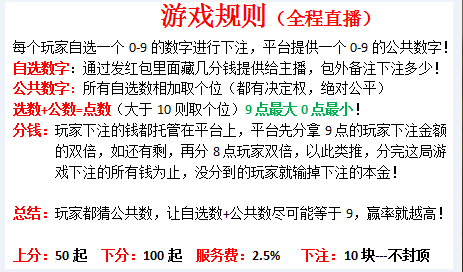 游戏规则（全程直播）
每个玩家自选一个 0-9 的数字进行下注，平台提供一个 0-9 的公共数字！
自选数字：通过发红包里面藏几分钱提供给主播，包外备注下注多少！
公共数字：所有自选数相加取个位（都有决定权，绝对公平）
选数+公数=点数（大于 10 则取个位）9 点最大 0 点最小！
分钱：玩家下注的钱都托管在平台上，平台先分拿 9 点的玩家下注金额
的双倍，如还有剩，再分 8 点玩家双倍，以此类推，分完这局游
戏下注的所有钱为止，没分到的玩家就输掉下注的本金！
总结：玩家都猜公共数，让自选数+公共数尽可能等于 9，赢率就越高！
上分：50 起 下分：100 起 服务费：2.5% 下注：10 块---不封顶